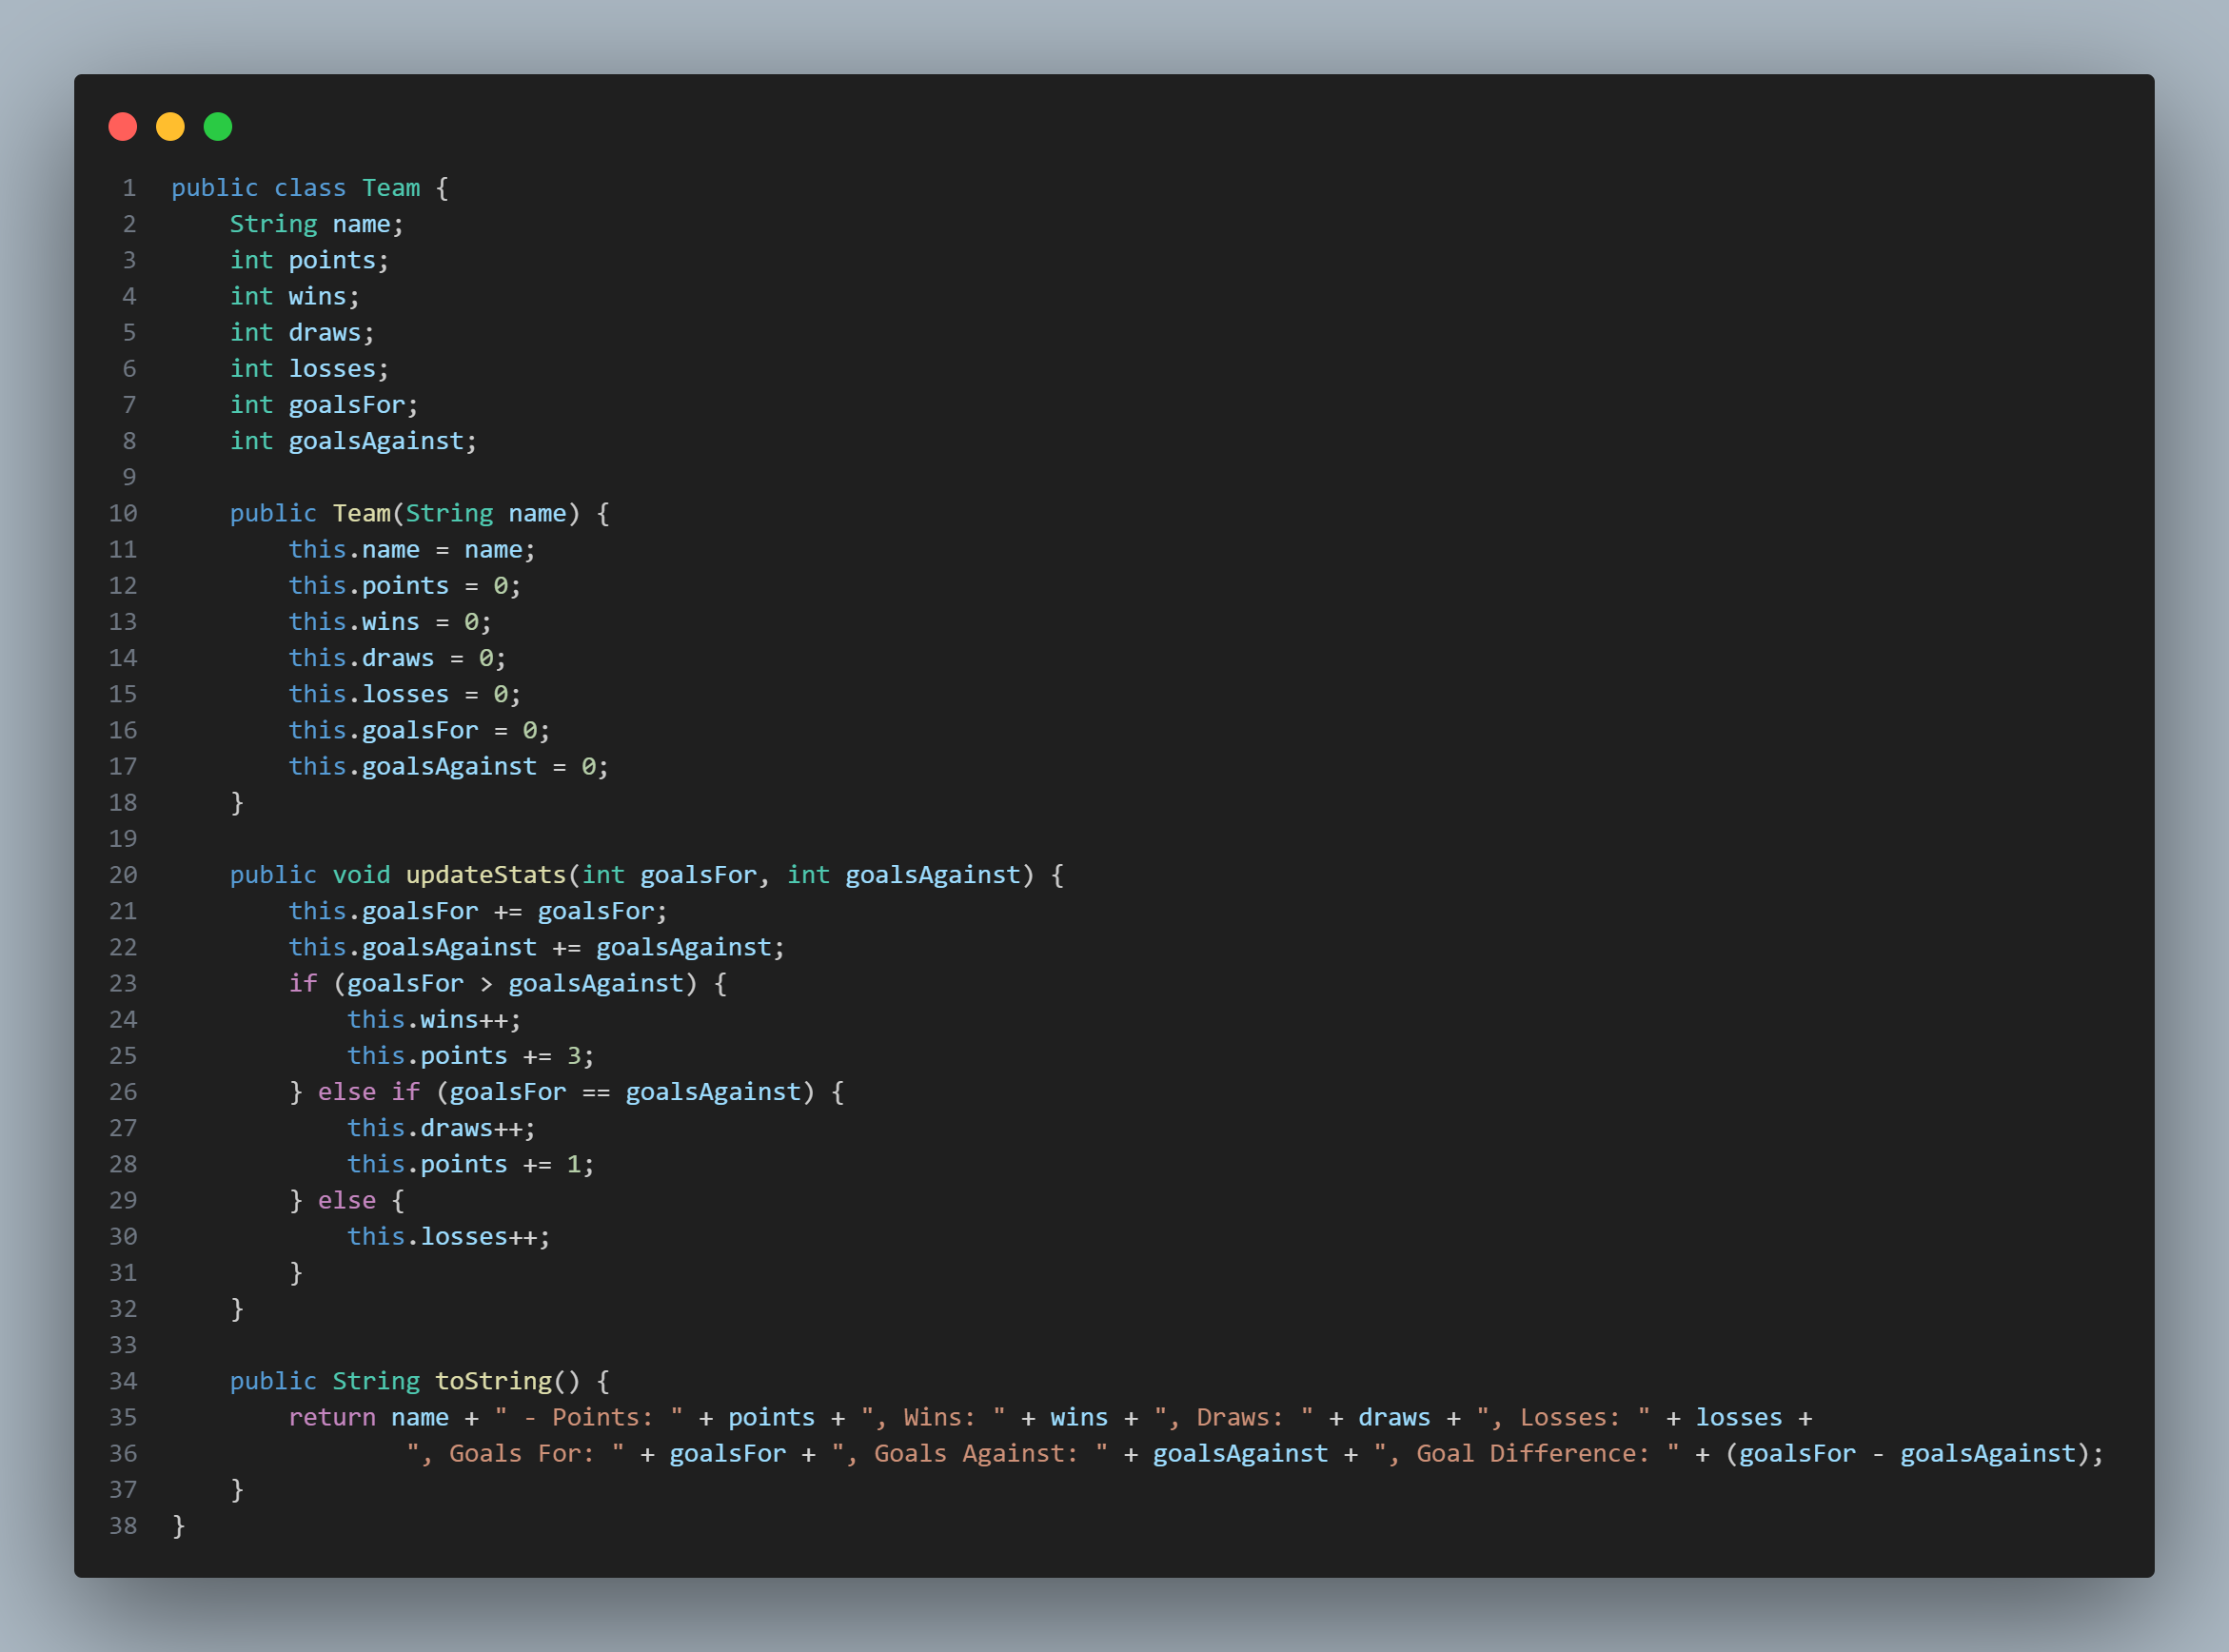 1 public class Team {
2     String name;
3     int points;
4     int wins;
5     int draws;
6     int losses;
7     int goalsFor;
8     int goalsAgainst;
9
10     public Team(String name) {
11         this.name = name;
12         this.points = 0;
13         this.wins = 0;
14         this.draws = 0;
15         this.losses = 0;
16         this.goalsFor = 0;
17         this.goalsAgainst = 0;
18     }
19
20     public void updateStats(int goalsFor, int goalsAgainst) {
21         this.goalsFor += goalsFor;
22         this.goalsAgainst += goalsAgainst;
23         if (goalsFor > goalsAgainst) {
24             this.wins++;
25             this.points += 3;
26         } else if (goalsFor == goalsAgainst) {
27             this.draws++;
28             this.points += 1;
29         } else {
30             this.losses++;
31         }
32     }
33
34     public String toString() {
35         return name + " - Points: " + points + ", Wins: " + wins + ", Draws: " + draws + ", Losses: " + losses +
36                 ", Goals For: " + goalsFor + ", Goals Against: " + goalsAgainst + ", Goal Difference: " + (goalsFor - goalsAgainst);
37     }
38 }